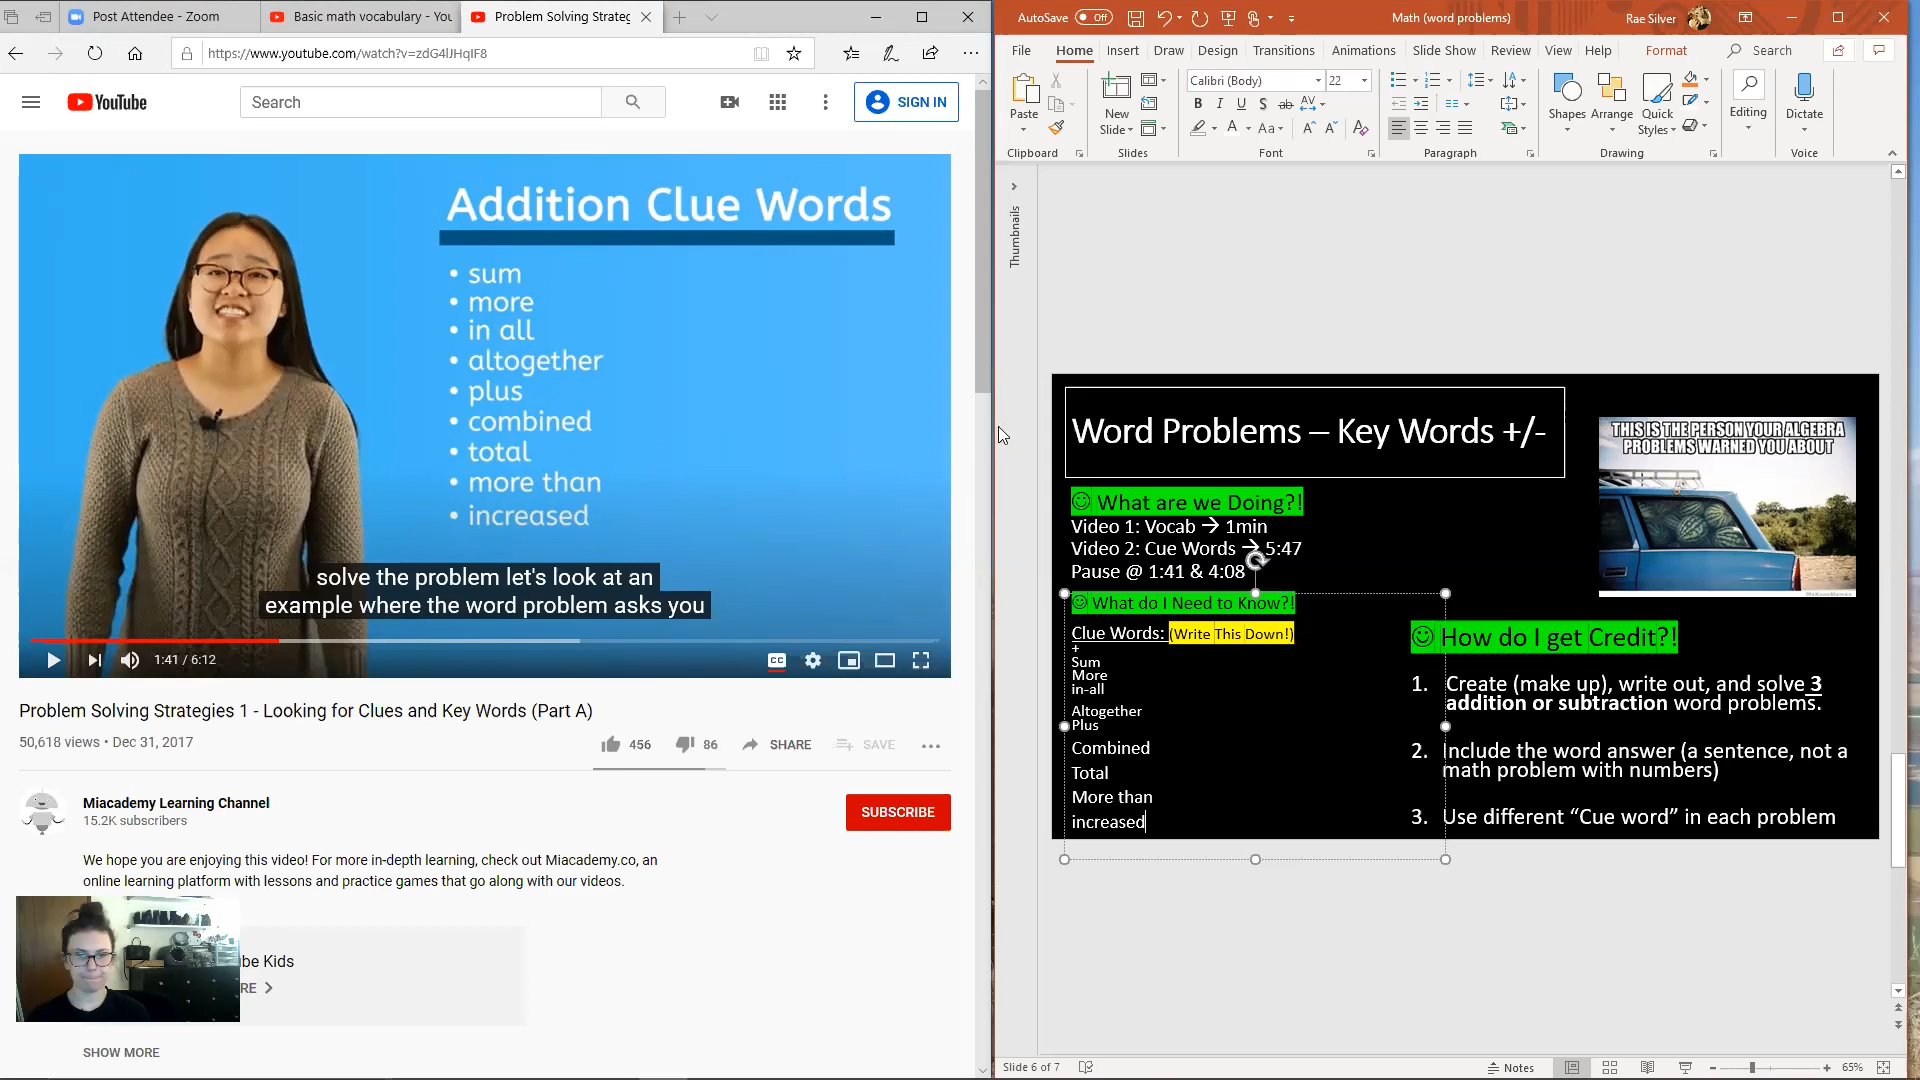 Post Attendee - Zoom
Basic math vocabulary - You
Problem Solving Strateg
https://www.youtube.com/watch?v=zdG4lJHqIF8
YouTube
Search
SIGN IN
Addition Clue Words
• sum
• more
• in all
• altogether
• plus
• combined
• total
• more than
• increased
solve the problem let's look at an
example where the word problem asks you
1:41 / 6:12
CC
Problem Solving Strategies 1 - Looking for Clues and Key Words (Part A)
50,618 views • Dec 31, 2017
456
86
SHARE
SAVE
Miacademy Learning Channel
15.2K subscribers
SUBSCRIBE
We hope you are enjoying this video! For more in-depth learning, check out Miacademy.co, an
online learning platform with lessons and practice games that go along with our videos.
be Kids
RE
SHOW MORE
AutoSave Off
Math (word problems)
Rae Silver
File Home Insert Draw Design Transitions Animations Slide Show Review View Help Format Search
Paste
New
Slide
Calibri (Body) 22
B I U S ab AV
A Aa A A A
Shapes Arrange Quick
Styles
Editing
Dictate
Clipboard Slides Font Paragraph Drawing Voice
Thumbnails
Word Problems – Key Words +/-
☺ What are we Doing?!
Video 1: Vocab → 1min
Video 2: Cue Words → 5:47
Pause @ 1:41 & 4:08
☺ What do I Need to Know?!
Clue Words: (Write This Down!)
+
Sum
More
in-all
Altogether
Plus
Combined
Total
More than
increased
THIS IS THE PERSON YOUR ALGEBRA
PROBLEMS WARNED YOU ABOUT
☺ How do I get Credit?!
1. Create (make up), write out, and solve 3
addition or subtraction word problems.
2. Include the word answer (a sentence, not a
math problem with numbers)
3. Use different “Cue word” in each problem
Slide 6 of 7
Notes
65%